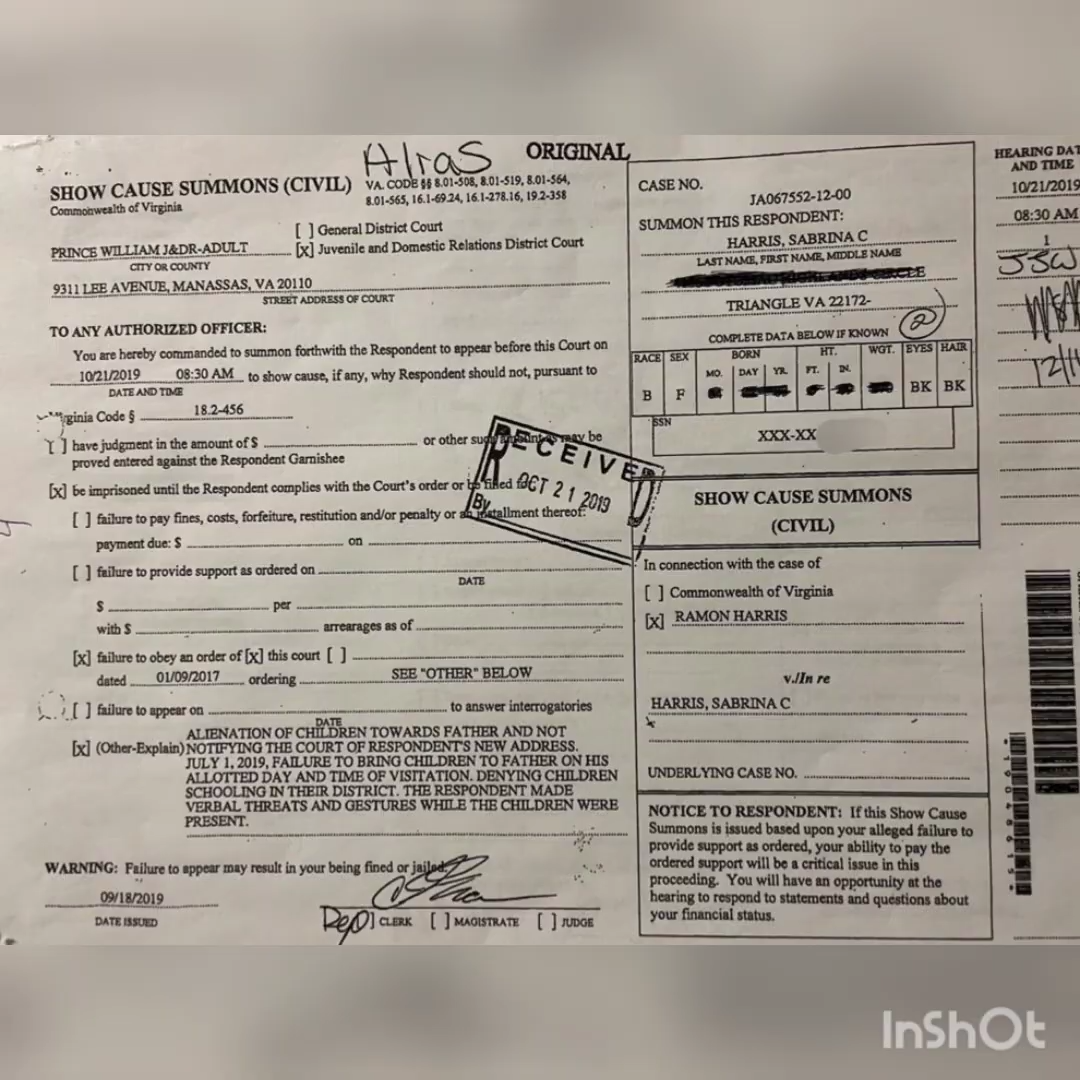 Alias
ORIGINAL
SHOW CAUSE SUMMONS (CIVIL)
Commonwealth of Virginia
VA. CODE §§ 8.01-508, 8.01-519, 8.01-564,
8.01-565, 16.1-69.24, 16.1-278.16, 19.2-358
[ ] General District Court
PRINCE WILLIAM J&DR-ADULT [X] Juvenile and Domestic Relations District Court
CITY OR COUNTY
9311 LEE AVENUE, MANASSAS, VA 20110
STREET ADDRESS OF COURT
TO ANY AUTHORIZED OFFICER:
You are hereby commanded to summon forthwith the Respondent to appear before this Court on
10/21/2019 08:30 AM to show cause, if any, why Respondent should not, pursuant to
DATE AND TIME
Virginia Code § 18.2-456
[ ] have judgment in the amount of $ or other such amount as may be
proved entered against the Respondent Garnishee
[X] be imprisoned until the Respondent complies with the Court's order or be fined for
[ ] failure to pay fines, costs, forfeiture, restitution and/or penalty or an installment thereof:
payment due: $ on
[ ] failure to provide support as ordered on
DATE
$ per
with $ arrearages as of
[X] failure to obey an order of [X] this court [ ]
dated 01/09/2017 ordering SEE "OTHER" BELOW
[ ] failure to appear on to answer interrogatories
DATE
[X] (Other-Explain) ALIENATION OF CHILDREN TOWARDS FATHER AND NOT
NOTIFYING THE COURT OF RESPONDENT'S NEW ADDRESS.
JULY 1, 2019, FAILURE TO BRING CHILDREN TO FATHER ON HIS
ALLOTTED DAY AND TIME OF VISITATION. DENYING CHILDREN
SCHOOLING IN THEIR DISTRICT. THE RESPONDENT MADE
VERBAL THREATS AND GESTURES WHILE THE CHILDREN WERE
PRESENT.
WARNING: Failure to appear may result in your being fined or jailed.
09/18/2019
DATE ISSUED
Dep ] CLERK [ ] MAGISTRATE [ ] JUDGE
RECEIVED
OCT 21 2019
By
CASE NO.
JA067552-12-00
SUMMON THIS RESPONDENT:
HARRIS, SABRINA C
LAST NAME, FIRST NAME, MIDDLE NAME
CIRCLE
TRIANGLE VA 22172-
COMPLETE DATA BELOW IF KNOWN 2
RACE SEX BORN HT. WGT. EYES HAIR
MO. DAY YR. FT. IN.
B F BK BK
SSN
XXX-XX
SHOW CAUSE SUMMONS
(CIVIL)
In connection with the case of
[ ] Commonwealth of Virginia
[X] RAMON HARRIS
v./In re
HARRIS, SABRINA C
UNDERLYING CASE NO.
NOTICE TO RESPONDENT: If this Show Cause
Summons is issued based upon your alleged failure to
provide support as ordered, your ability to pay the
ordered support will be a critical issue in this
proceeding. You will have an opportunity at the
hearing to respond to statements and questions about
your financial status.
HEARING DAT
AND TIME
10/21/2019
08:30 AM
1
InShOt